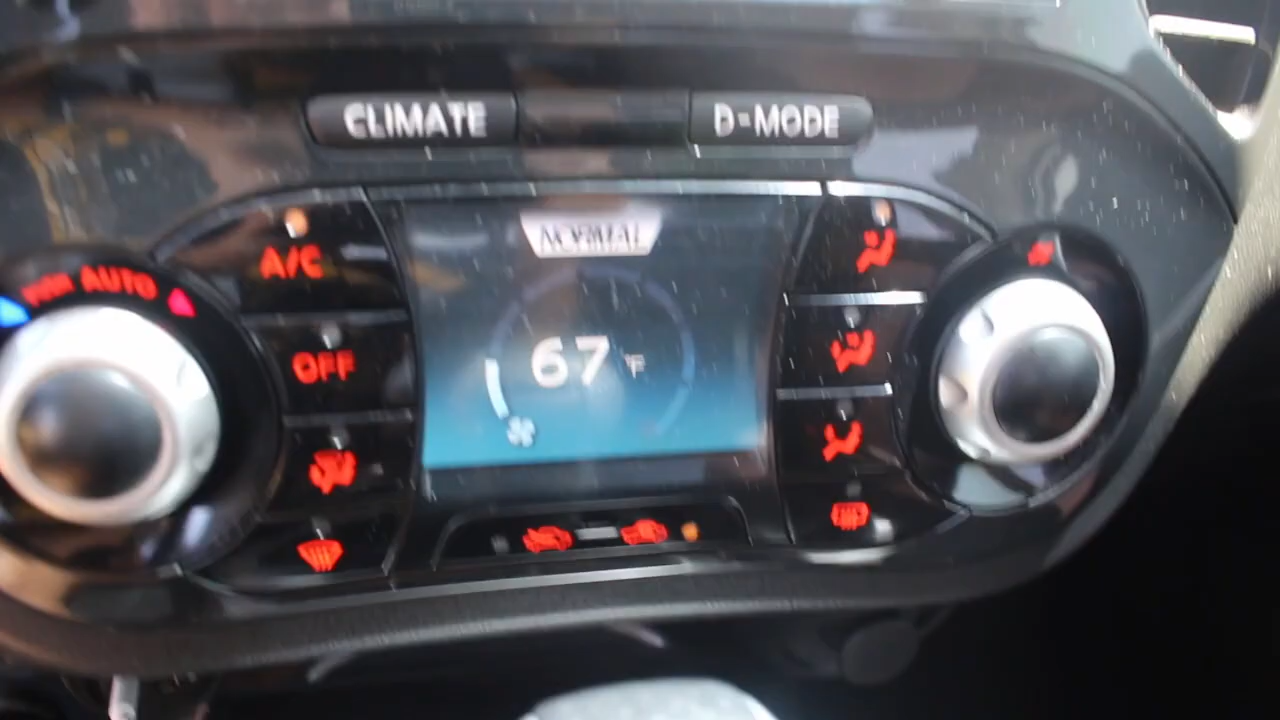 CLIMATE
D-MODE
NORMAL
A/C
AUTO
OFF
67 °F